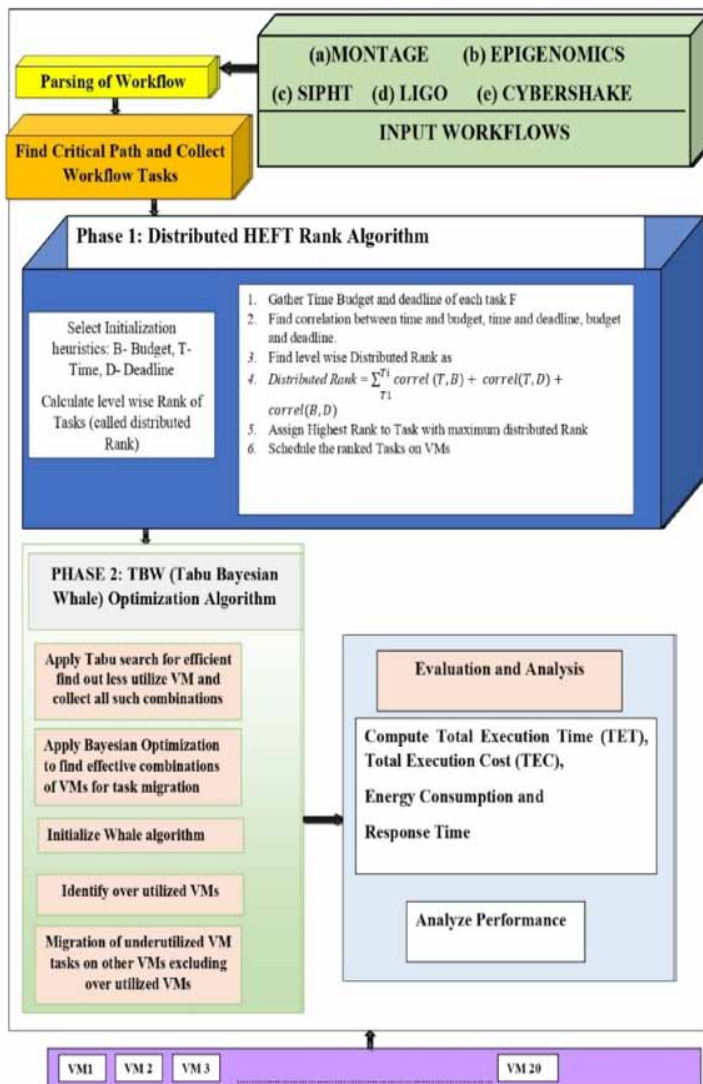 (a)MONTAGE (b) EPIGENOMICS
(c) SIPHT (d) LIGO (e) CYBERSHAKE
INPUT WORKFLOWS
Parsing of Workflow
Find Critical Path and Collect
Workflow Tasks
Phase 1: Distributed HEFT Rank Algorithm
Select Initialization
heuristics: B- Budget, T-
Time, D- Deadline
Calculate level wise Rank of
Tasks (called distributed
Rank)
1. Gather Time Budget and deadline of each task F
2. Find correlation between time and budget, time and deadline, budget
and deadline.
3. Find level wise Distributed Rank as
4. Distributed Rank = ∑_{T1}^{Ti} correl (T, B) + correl(T, D) +
correl(B, D)
5. Assign Highest Rank to Task with maximum distributed Rank
6. Schedule the ranked Tasks on VMs
PHASE 2: TBW (Tabu Bayesian
Whale) Optimization Algorithm
Apply Tabu search for efficient
find out less utilize VM and
collect all such combinations
Apply Bayesian Optimization
to find effective combinations
of VMs for task migration
Initialize Whale algorithm
Identify over utilized VMs
Migration of underutilized VM
tasks on other VMs excluding
over utilized VMs
Evaluation and Analysis
Compute Total Execution Time (TET),
Total Execution Cost (TEC),
Energy Consumption and
Response Time
Analyze Performance
VM1 VM 2 VM 3 VM 20